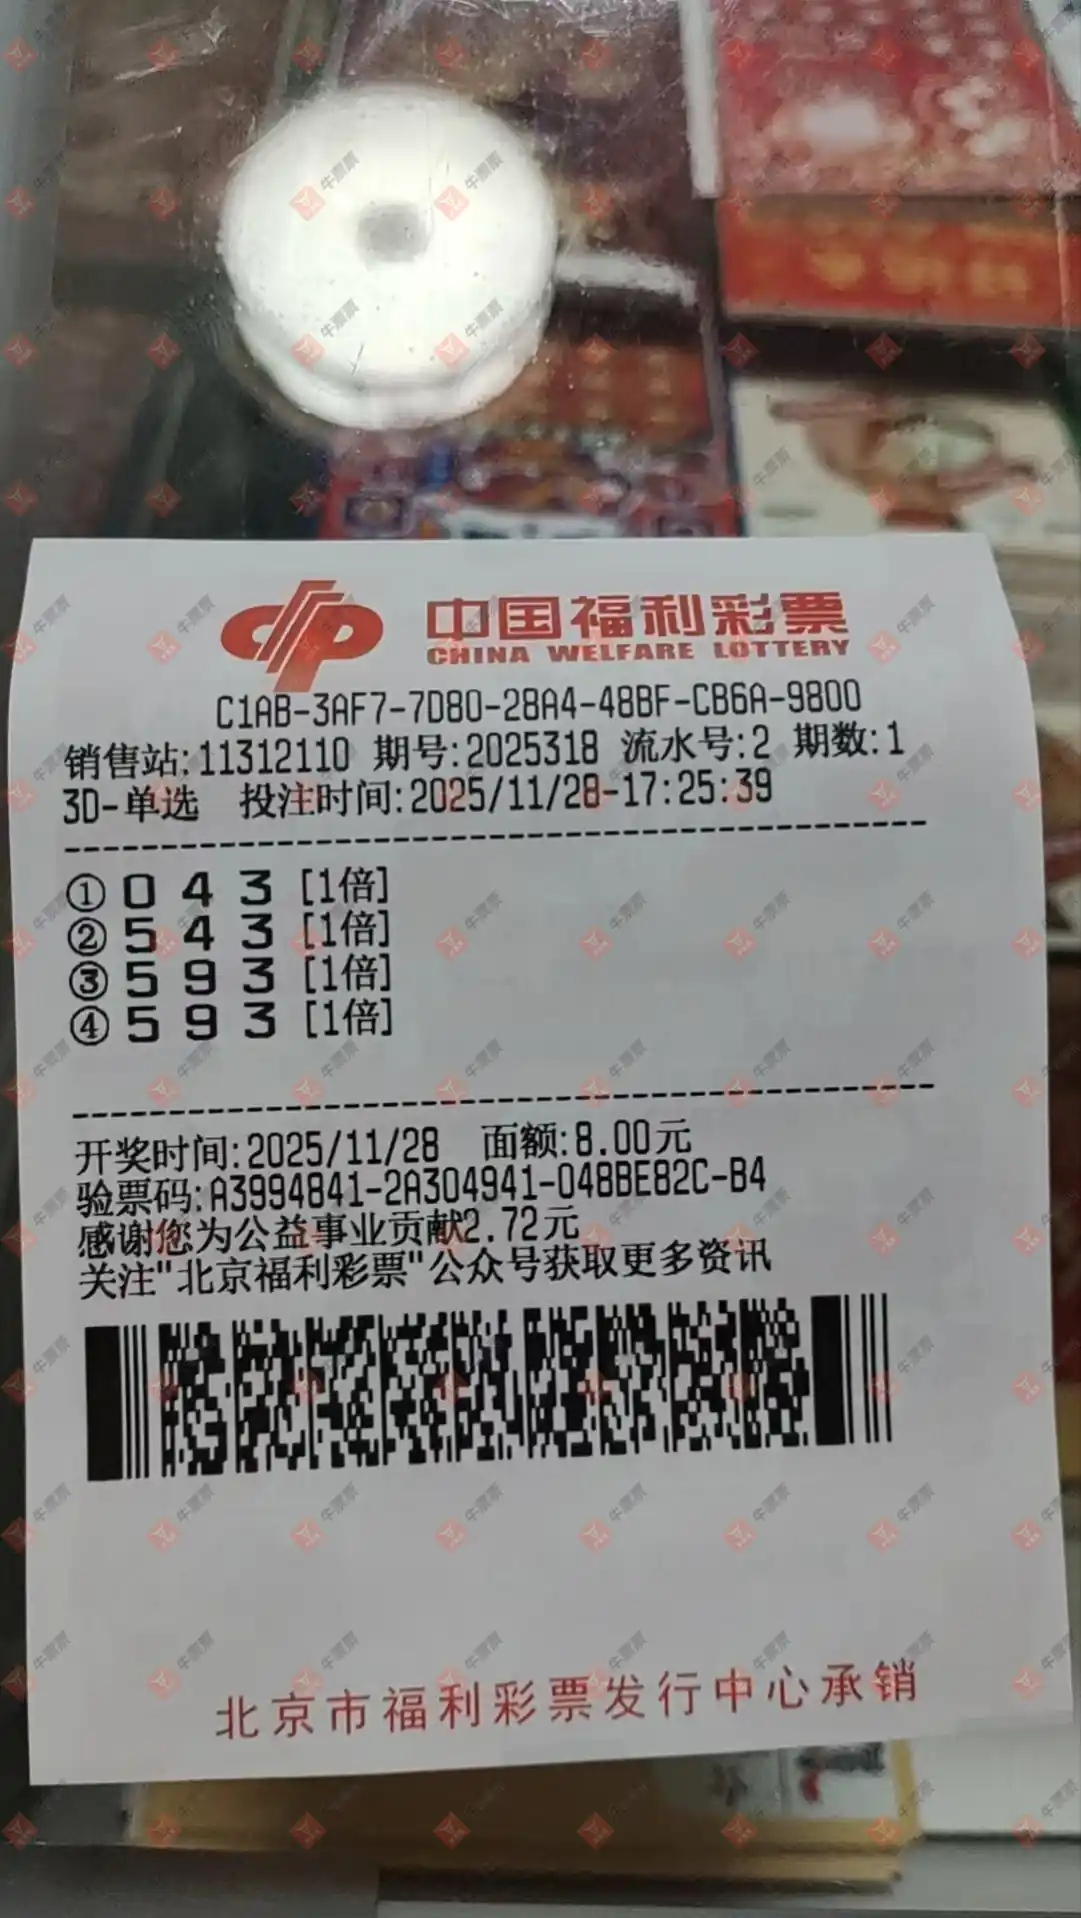 中国福利彩票
CHINA WELFARE LOTTERY
C1AB-3AF7-7D80-28A4-48BF-CB6A-9800
销售站:11312110 期号:2025318 流水号:2 期数:1
3D-单选 投注时间:2025/11/28-17:25:39
① 0 4 3 [1倍]
② 5 4 3 [1倍]
③ 5 9 3 [1倍]
④ 5 9 3 [1倍]
开奖时间:2025/11/28 面额:8.00元
验票码:A3994841-2A304941-048BE82C-B4
感谢您为公益事业贡献2.72元
关注"北京福利彩票"公众号获取更多资讯
北京市福利彩票发行中心承销
牛票票